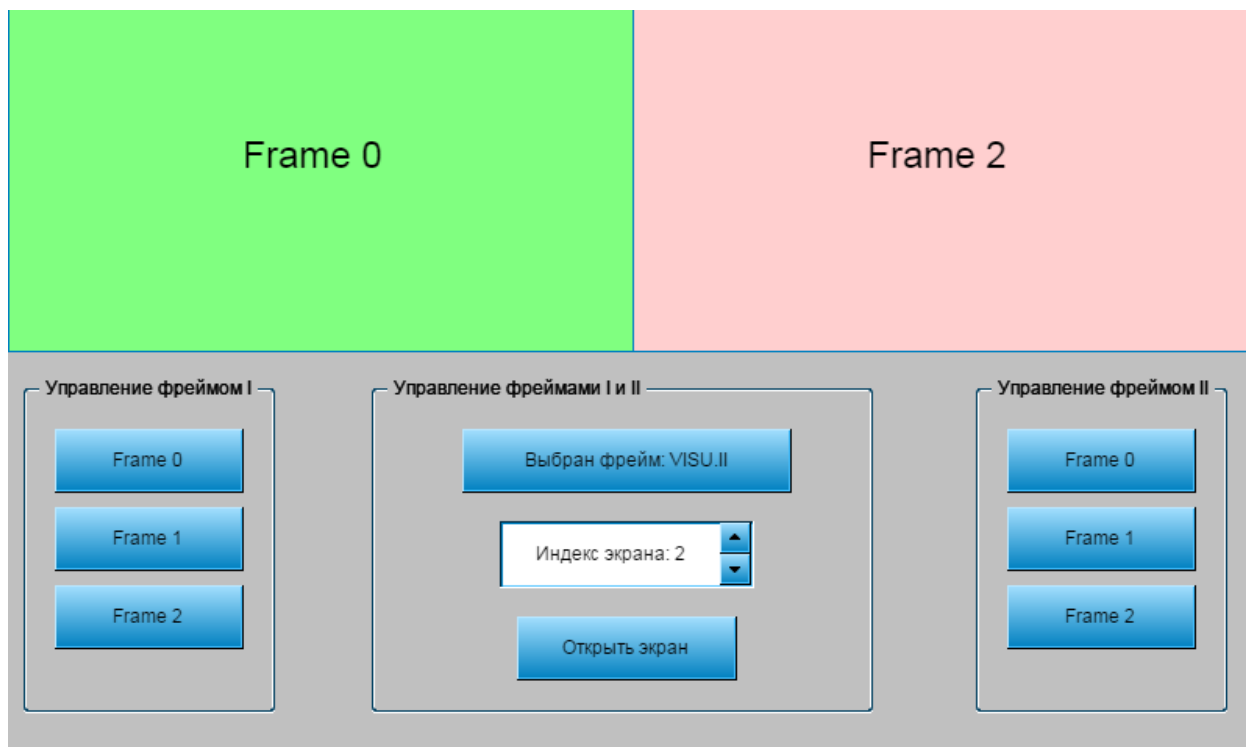 Frame 0
Frame 2
Управление фреймом I
Frame 0
Frame 1
Frame 2
Управление фреймами I и II
Выбран фрейм: VISU.II
Индекс экрана: 2
Открыть экран
Управление фреймом II
Frame 0
Frame 1
Frame 2